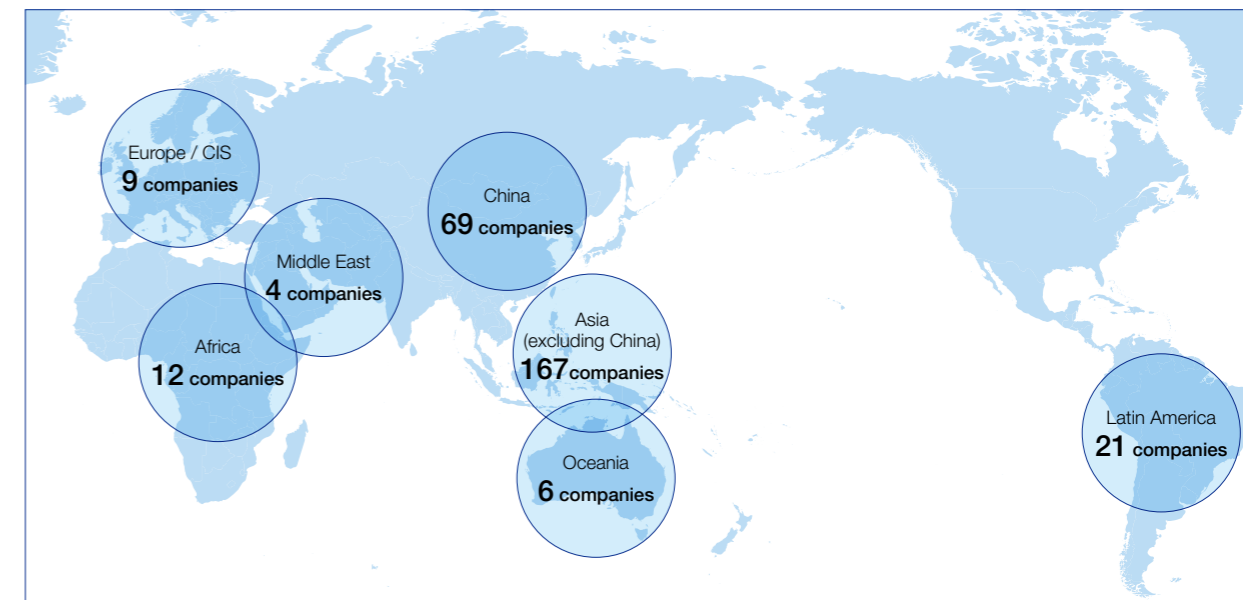 Europe / CIS
9 companies
China
69 companies
Middle East
4 companies
Asia
(excluding China)
167companies
Africa
12 companies
Latin America
21 companies
Oceania
6 companies